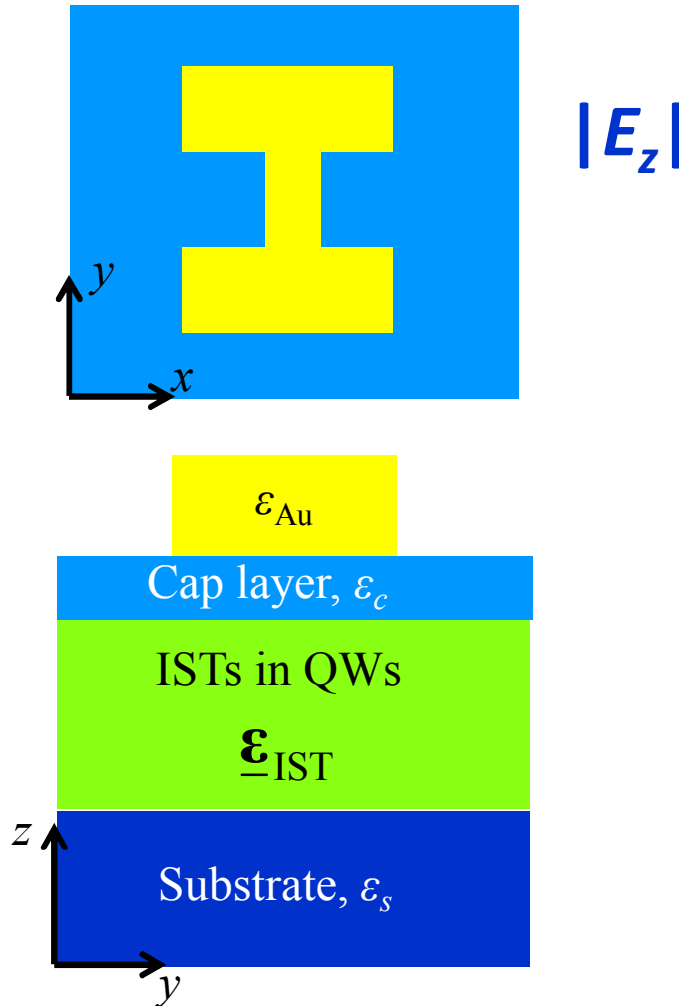 |E_z|
y
x
ε_Au
Cap layer, ε_c
ISTs in QWs
ε_IST
z
Substrate, ε_s
y